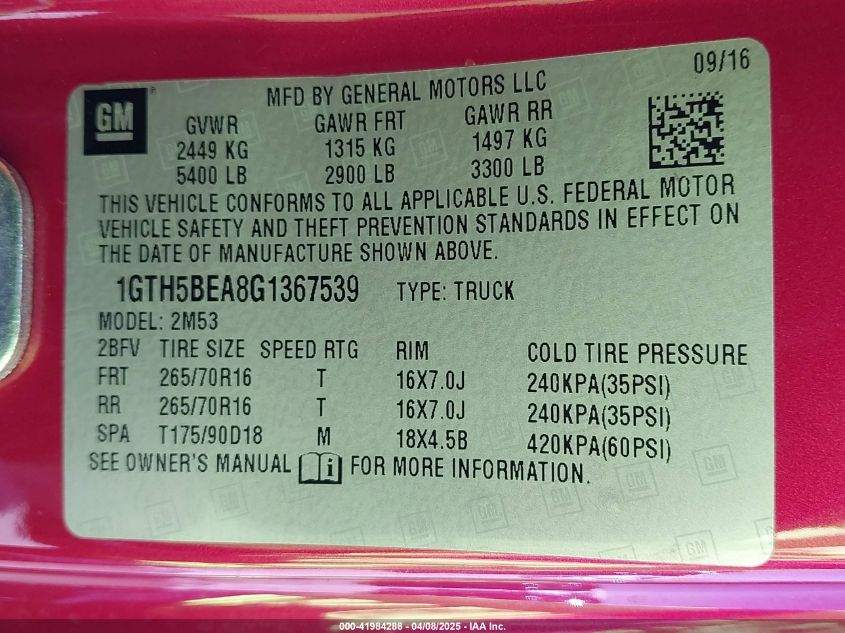 09/16
GM
MFD BY GENERAL MOTORS LLC
GVWR GAWR FRT GAWR RR
2449 KG 1315 KG 1497 KG
5400 LB 2900 LB 3300 LB
THIS VEHICLE CONFORMS TO ALL APPLICABLE U.S. FEDERAL MOTOR
VEHICLE SAFETY AND THEFT PREVENTION STANDARDS IN EFFECT ON
THE DATE OF MANUFACTURE SHOWN ABOVE.
1GTH5BEA8G1367539 TYPE: TRUCK
MODEL: 2M53
2BFV TIRE SIZE SPEED RTG RIM COLD TIRE PRESSURE
FRT 265/70R16 T 16X7.0J 240KPA(35PSI)
RR 265/70R16 T 16X7.0J 240KPA(35PSI)
SPA T175/90D18 M 18X4.5B 420KPA(60PSI)
SEE OWNER'S MANUAL i FOR MORE INFORMATION.
000-41984288 | 04/08/2025 - IAA Inc.